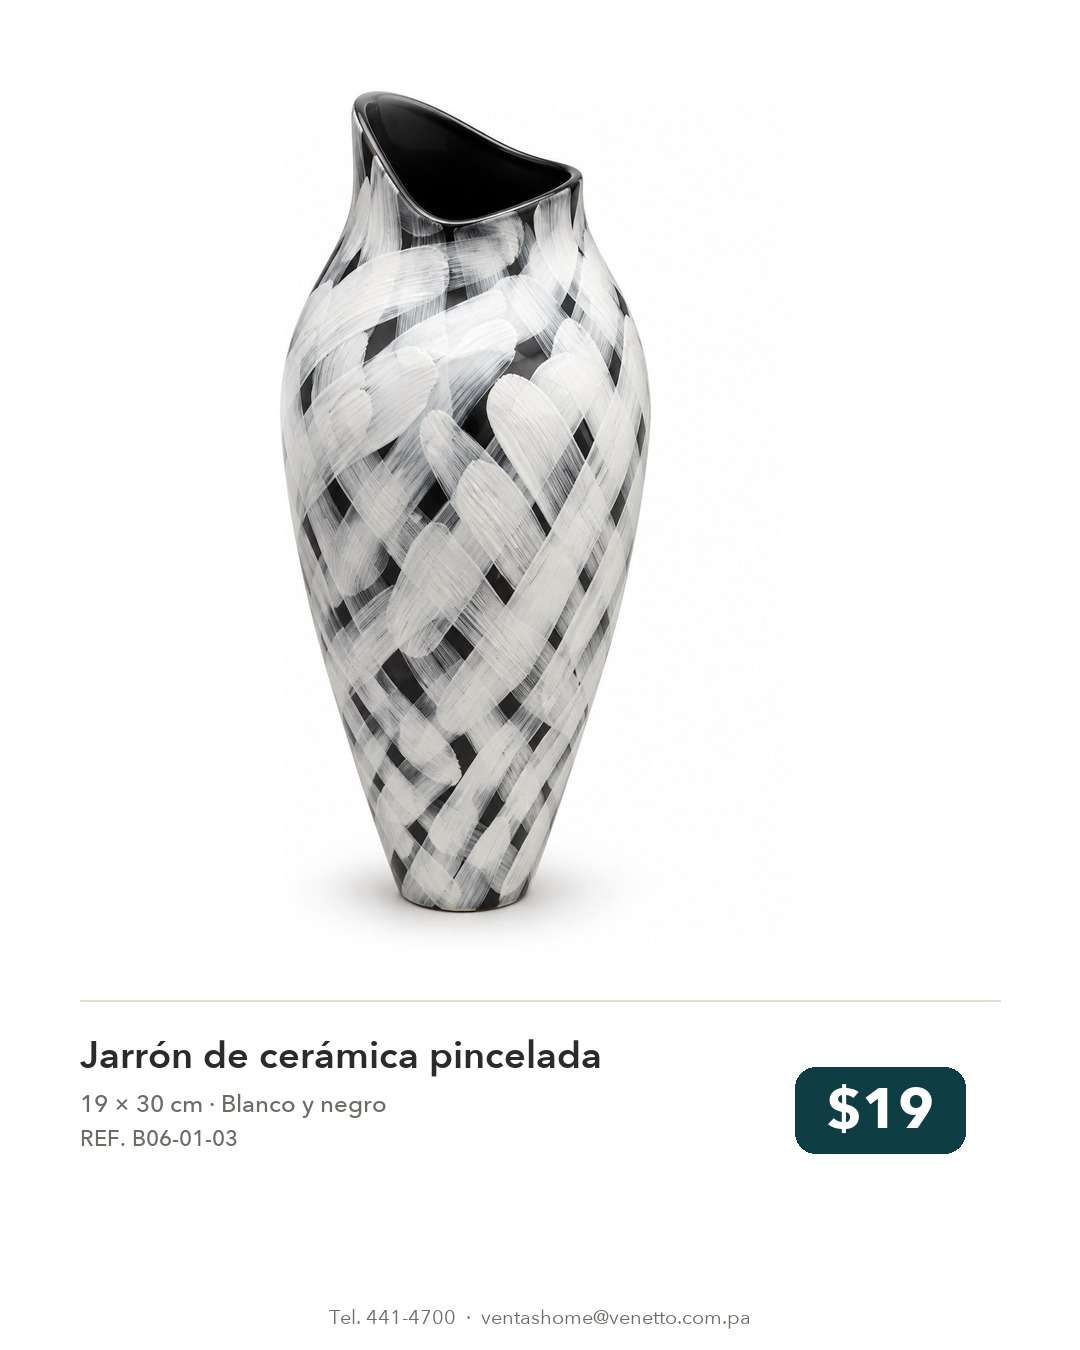 Jarrón de cerámica pincelada
19 × 30 cm · Blanco y negro
REF. B06-01-03
$19
Tel. 441-4700 · ventashome@venetto.com.pa